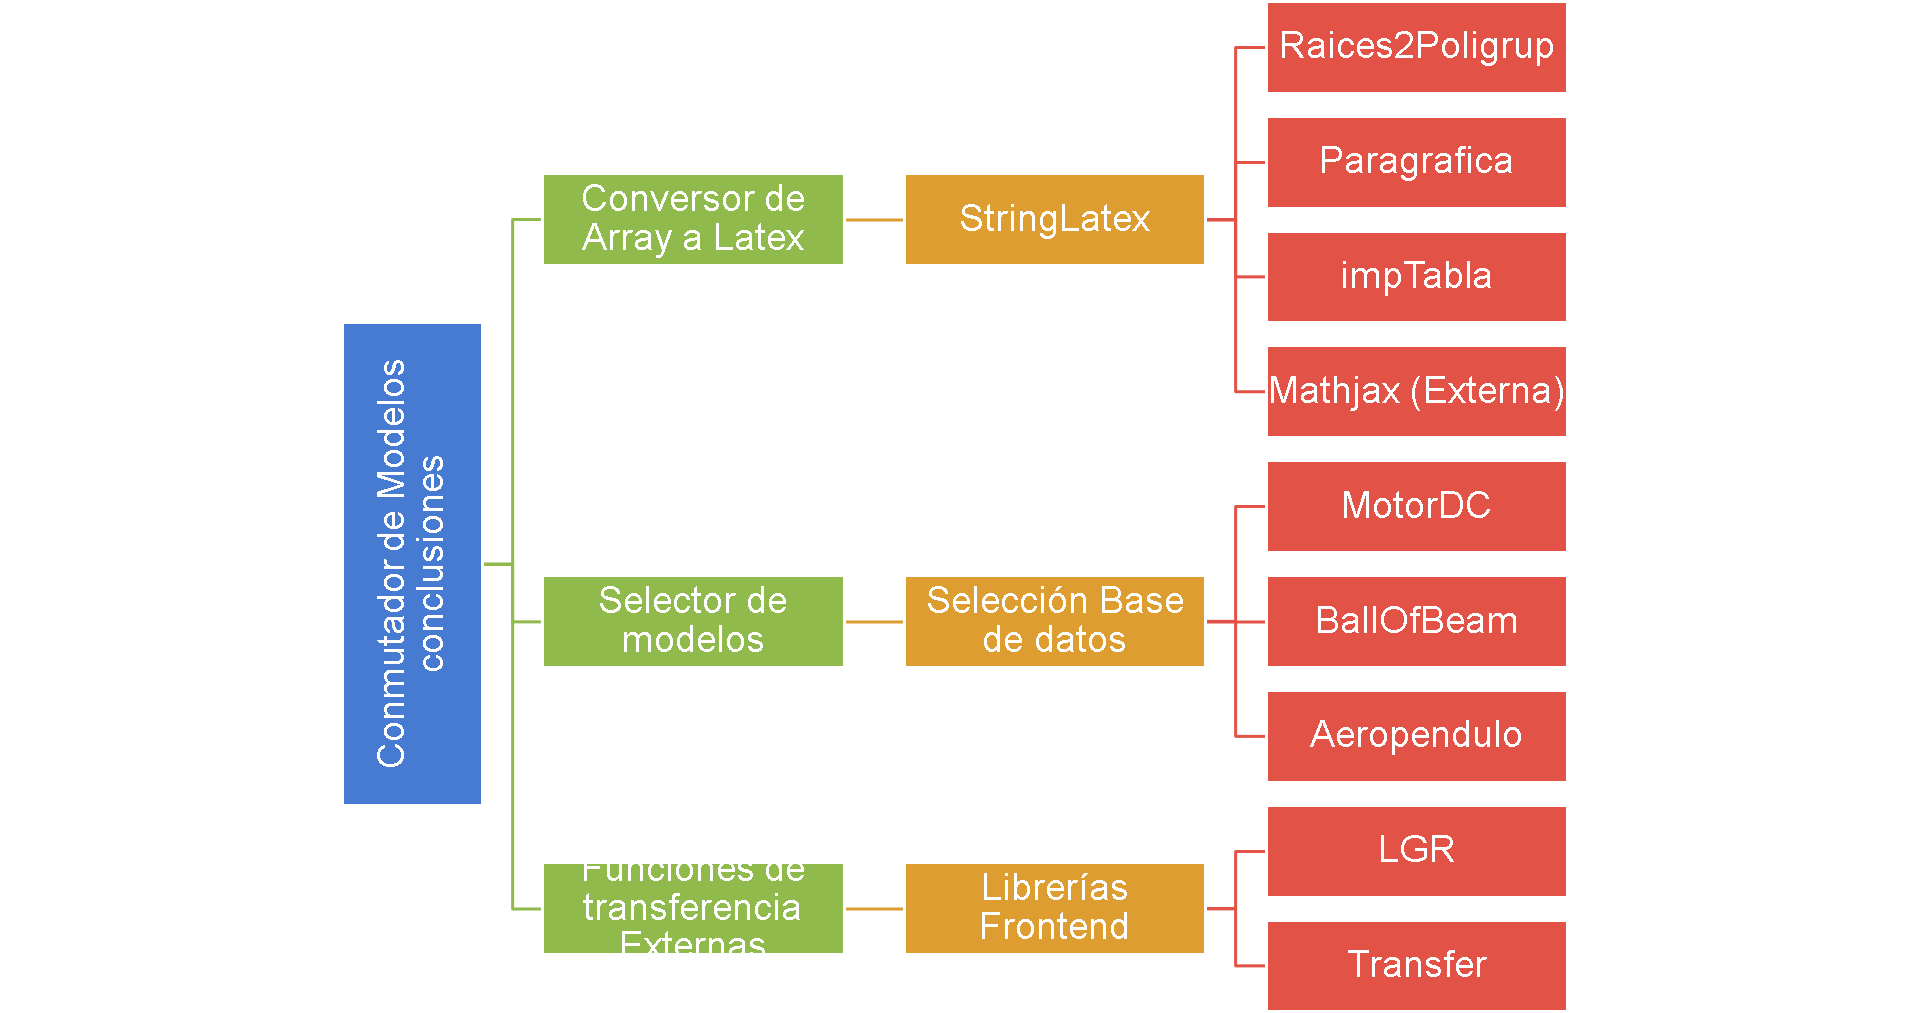 Conmutador de Modelos
conclusiones
Conversor de
Array a Latex
StringLatex
Raices2Poligrup
Paragrafica
impTabla
Mathjax (Externa)
Selector de
modelos
Selección Base
de datos
MotorDC
BallOfBeam
Aeropendulo
Funciones de
transferencia
Externas
Librerías
Frontend
LGR
Transfer